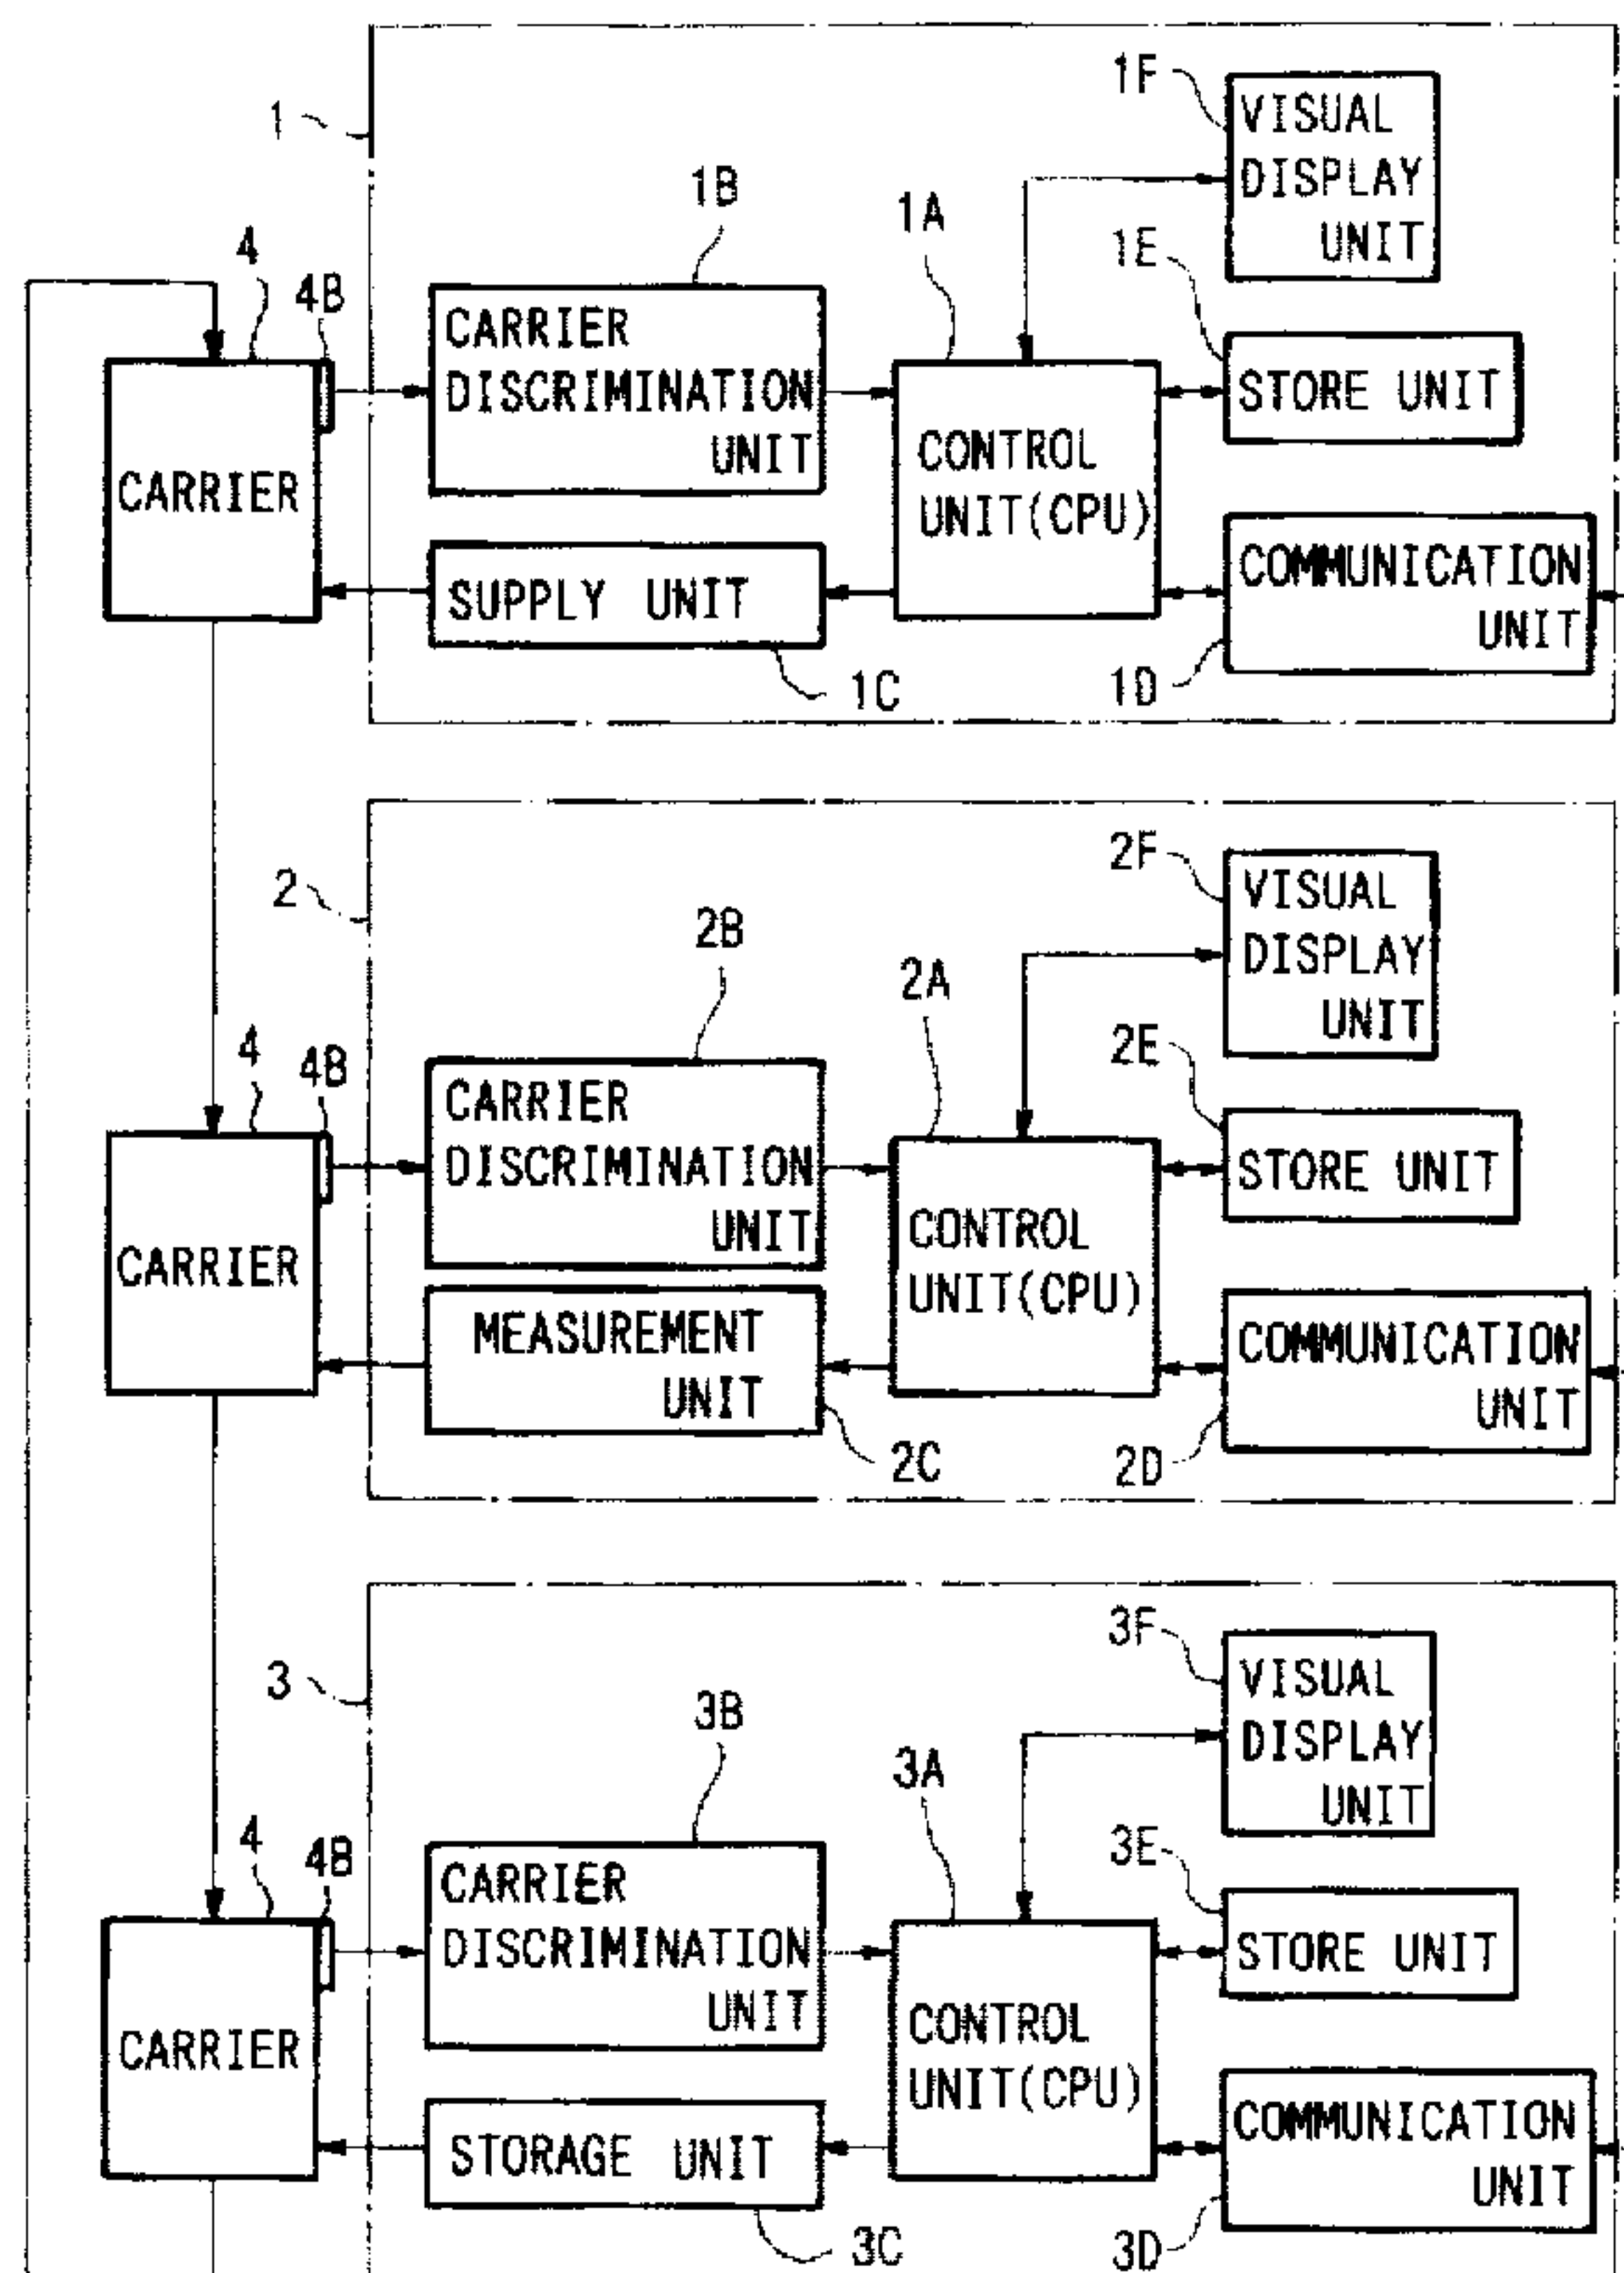 1
1F
VISUAL
DISPLAY
UNIT
1B
1A
1E
4
4B
CARRIER
DISCRIMINATION
UNIT
STORE UNIT
CARRIER
CONTROL
UNIT(CPU)
SUPPLY UNIT
COMMUNICATION
UNIT
1C
1D
2
2F
VISUAL
DISPLAY
UNIT
2B
2A
2E
4
4B
CARRIER
DISCRIMINATION
UNIT
STORE UNIT
CARRIER
CONTROL
UNIT(CPU)
MEASUREMENT
UNIT
COMMUNICATION
UNIT
2C
2D
3
3F
VISUAL
DISPLAY
UNIT
3B
3A
3E
4
4B
CARRIER
DISCRIMINATION
UNIT
STORE UNIT
CARRIER
CONTROL
UNIT(CPU)
STORAGE UNIT
COMMUNICATION
UNIT
3C
3D